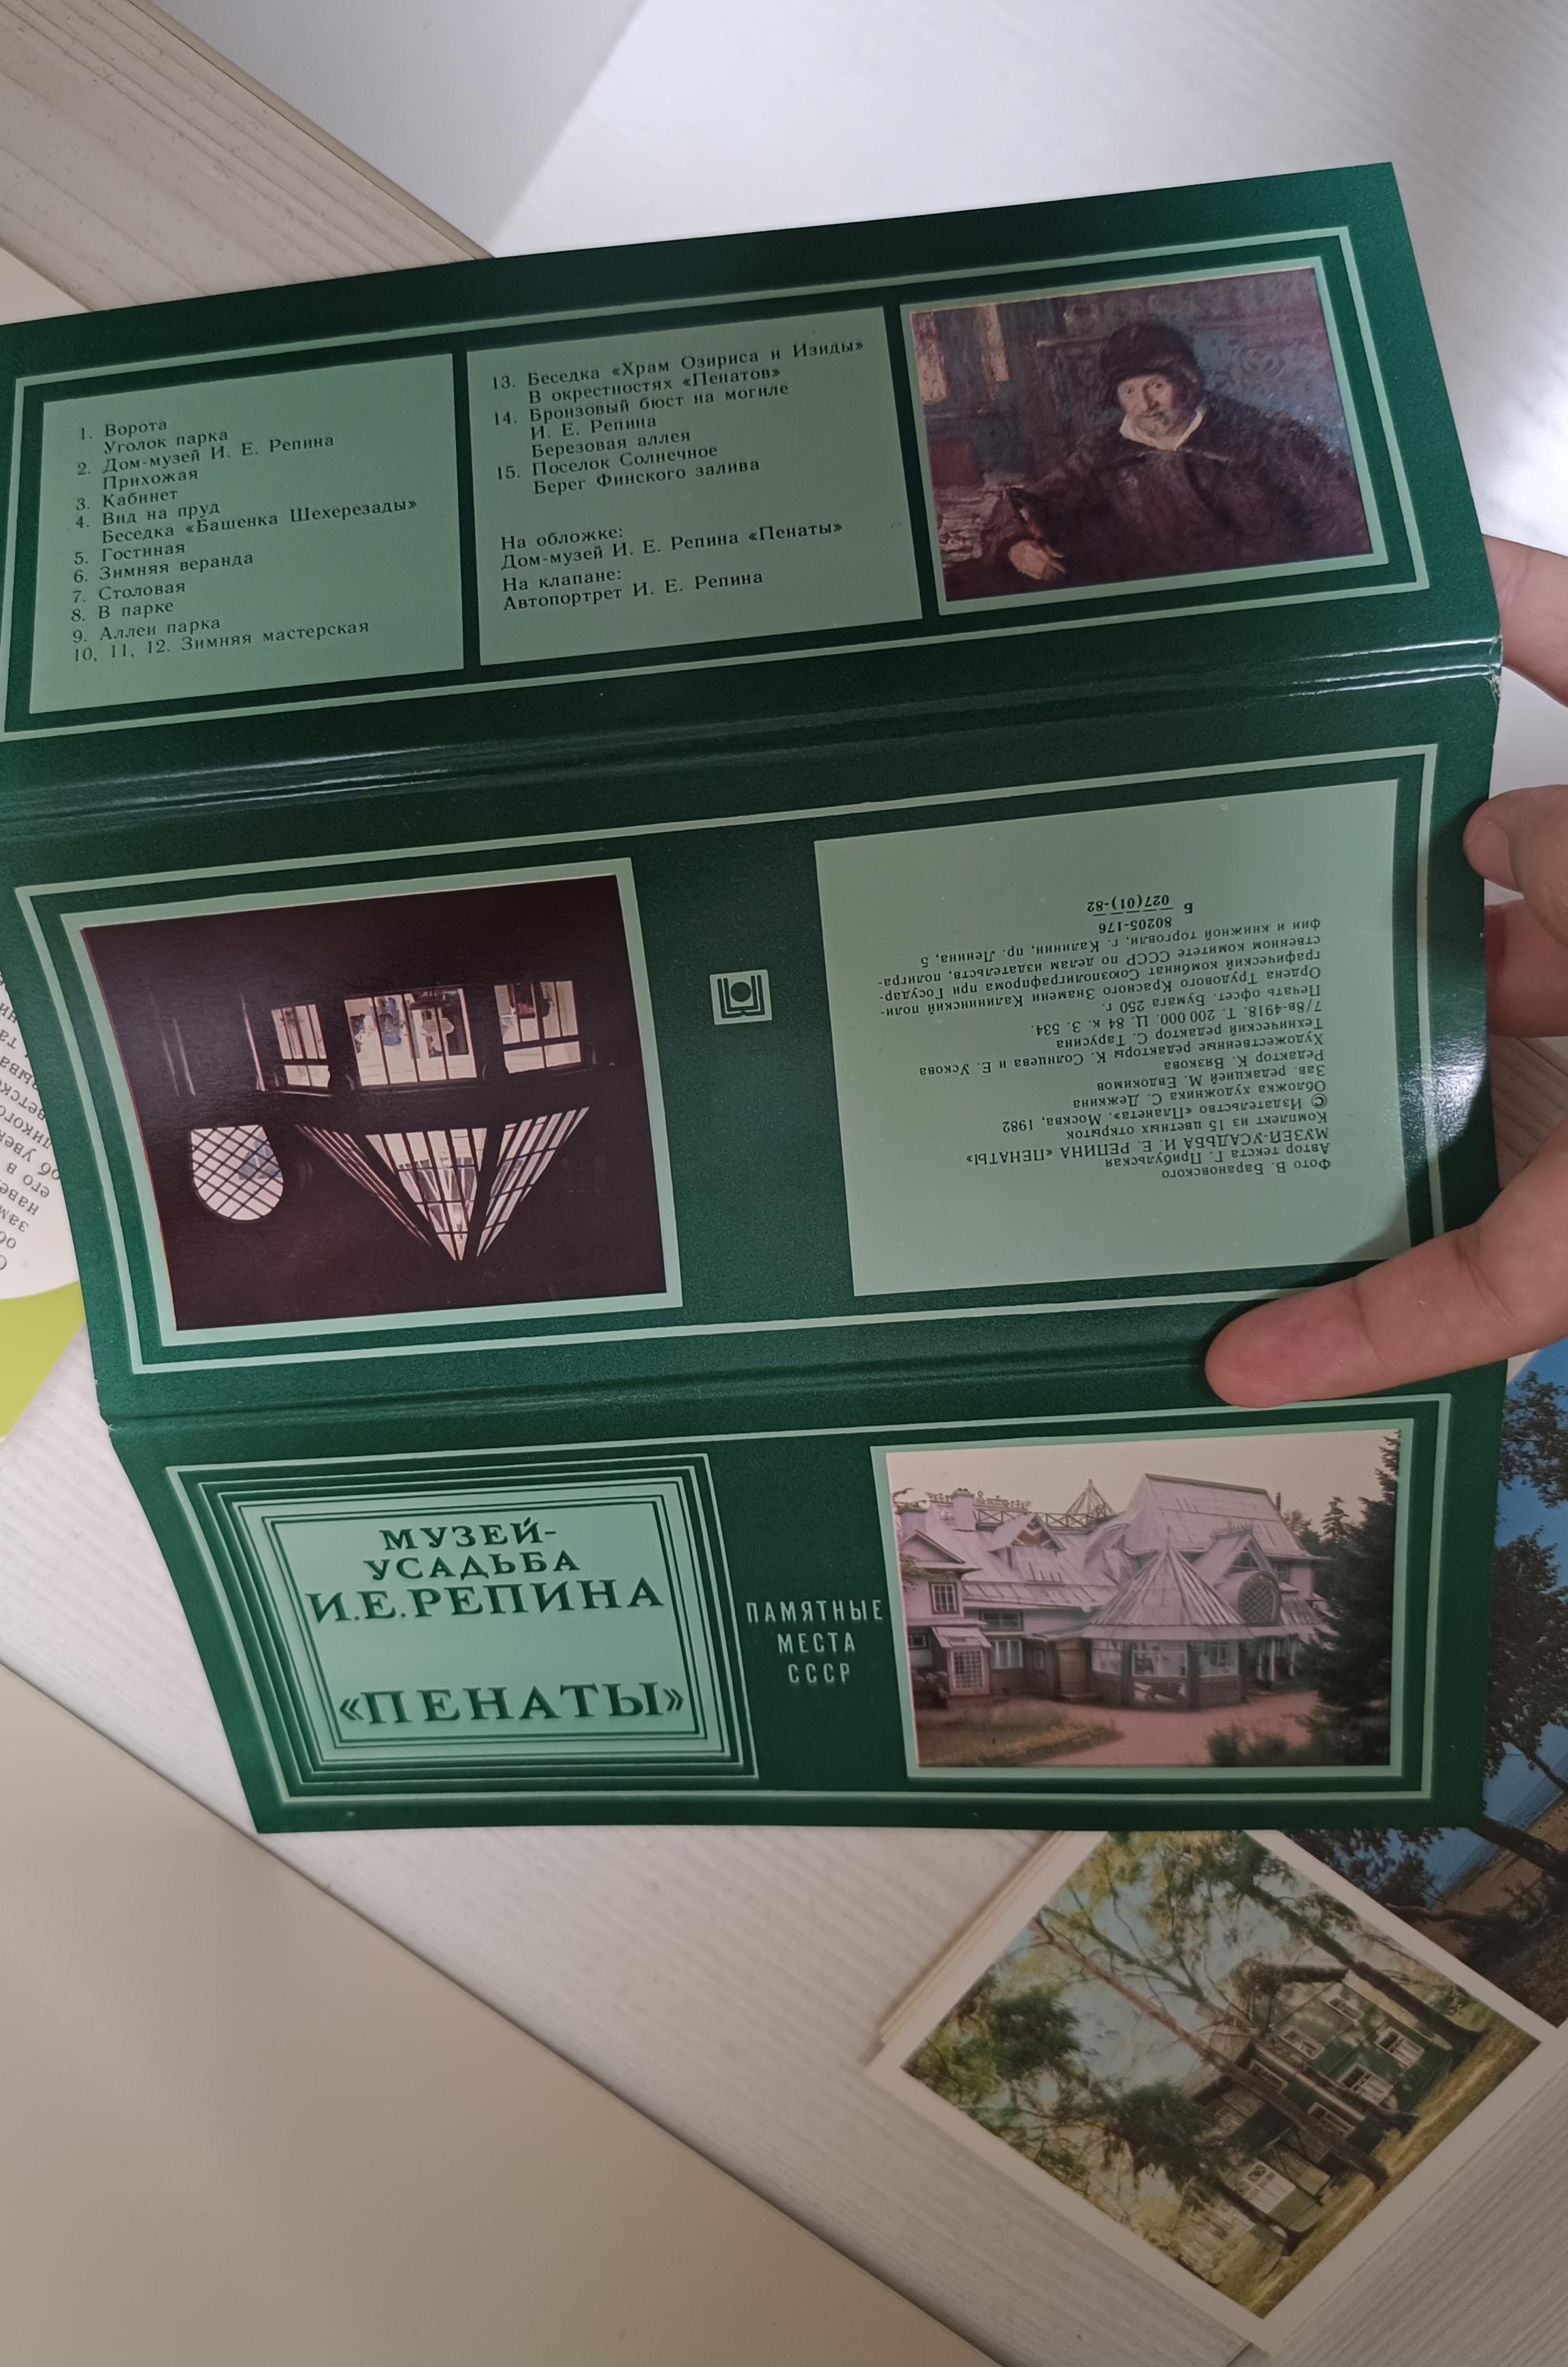 1. Ворота
Уголок парка
2. Дом-музей И. Е. Репина
Прихожая
3. Кабинет
4. Вид на пруд
Беседка «Башенка Шехерезады»
5. Гостиная
6. Зимняя веранда
7. Столовая
8. В парке
9. Аллеи парка
10, 11, 12. Зимняя мастерская
13. Беседка «Храм Озириса и Изиды»
В окрестностях «Пенатов»
14. Бронзовый бюст на могиле
И. Е. Репина
Березовая аллея
15. Поселок Солнечное
Берег Финского залива
На обложке:
Дом-музей И. Е. Репина «Пенаты»
На клапане:
Автопортрет И. Е. Репина
Фото В. Барановского
Автор текста Г. Прибульская
МУЗЕЙ-УСАДЬБА И. Е. РЕПИНА «ПЕНАТЫ»
Комплект из 15 цветных открыток
© Издательство «Планета». Москва, 1982
Обложка художника С. Дежкина
Зав. редакцией М. Евдокимов
Редактор К. Вязкова
Художественные редакторы К. Солнцева и Е. Ускова
Технический редактор С. Тарусина
7/8в-4918. Т. 200 000. Ц. 84 к. З. 534.
Печать офсет. Бумага 250 г.
Ордена Трудового Красного Знамени Калининский поли-
графический комбинат Союзполиграфпрома при Государ-
ственном комитете СССР по делам издательств, полигра-
фии и книжной торговли, г. Калинин, пр. Ленина, 5
80205-176
Б
027(01)-82
МУЗЕЙ-
УСАДЬБА
И.Е.РЕПИНА
«ПЕНАТЫ»
ПАМЯТНЫЕ
МЕСТА
СССР